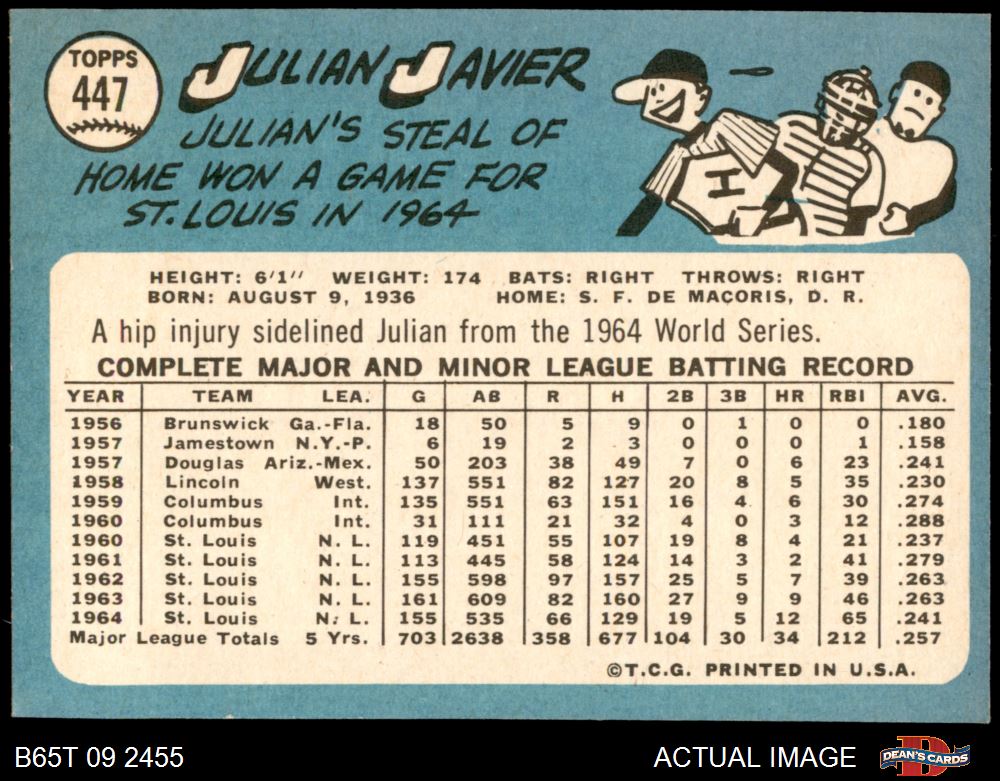 TOPPS
447
JULIAN JAVIER
JULIAN'S STEAL OF
HOME WON A GAME FOR
ST. LOUIS IN 1964
H
HEIGHT: 6'1" WEIGHT: 174 BATS: RIGHT THROWS: RIGHT
BORN: AUGUST 9, 1936 HOME: S. F. DE MACORIS, D. R.
A hip injury sidelined Julian from the 1964 World Series.
COMPLETE MAJOR AND MINOR LEAGUE BATTING RECORD
YEAR TEAM LEA. G AB R H 2B 3B HR RBI AVG.
1956 Brunswick Ga.-Fla. 18 50 5 9 0 1 0 0 .180
1957 Jamestown N.Y.-P. 6 19 2 3 0 0 0 1 .158
1957 Douglas Ariz.-Mex. 50 203 38 49 7 0 6 23 .241
1958 Lincoln West. 137 551 82 127 20 8 5 35 .230
1959 Columbus Int. 135 551 63 151 16 4 6 30 .274
1960 Columbus Int. 31 111 21 32 4 0 3 12 .288
1960 St. Louis N. L. 119 451 55 107 19 8 4 21 .237
1961 St. Louis N. L. 113 445 58 124 14 3 2 41 .279
1962 St. Louis N. L. 155 598 97 157 25 5 7 39 .263
1963 St. Louis N. L. 161 609 82 160 27 9 9 46 .263
1964 St. Louis N. L. 155 535 66 129 19 5 12 65 .241
Major League Totals 5 Yrs. 703 2638 358 677 104 30 34 212 .257
©T.C.G. PRINTED IN U.S.A.
B65T 09 2455 ACTUAL IMAGE DEAN'S CARDS